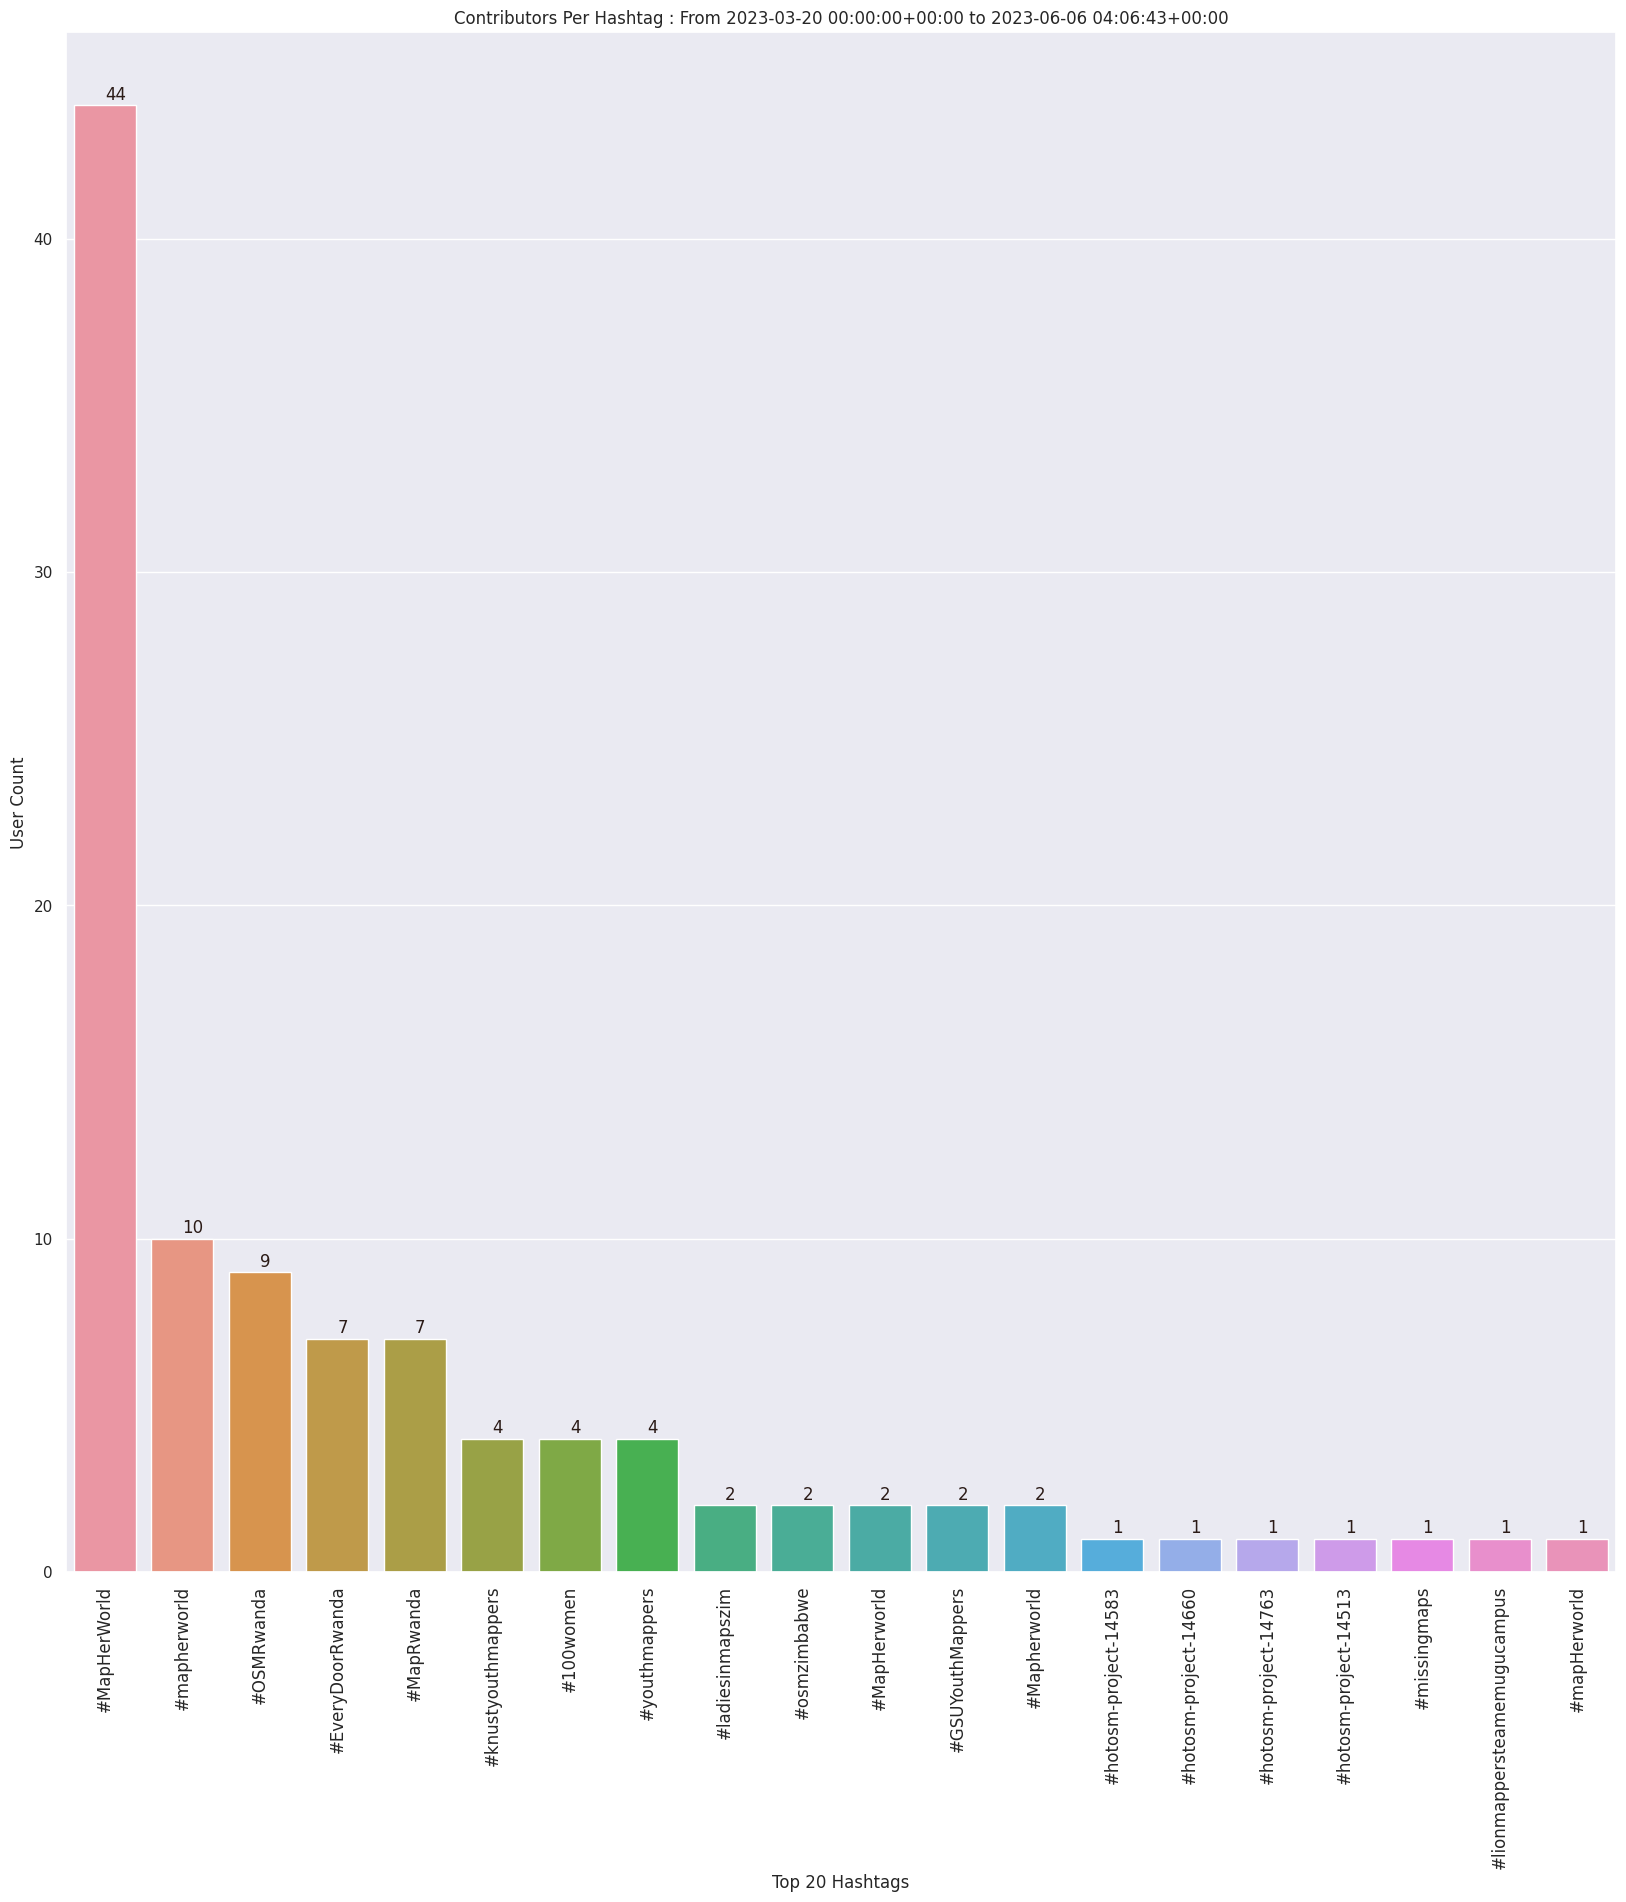 Contributors Per Hashtag : From 2023-03-20 00:00:00+00:00 to 2023-06-06 04:06:43+00:00
User Count
40
30
20
10
0
44
10
9
7
7
4
4
4
2
2
2
2
2
1
1
1
1
1
1
1
#MapHerWorld
#mapherworld
#OSMRwanda
#EveryDoorRwanda
#MapRwanda
#knustyouthmappers
#100women
#youthmappers
#ladiesinmapszim
#osmzimbabwe
#MapHerworld
#GSUYouthMappers
#Mapherworld
#hotosm-project-14583
#hotosm-project-14660
#hotosm-project-14763
#hotosm-project-14513
#missingmaps
#lionmappersteamemugucampus
#mapHerworld
Top 20 Hashtags